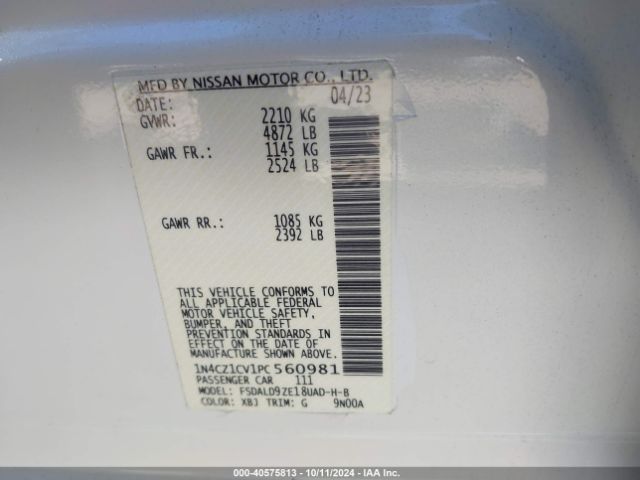 MFD BY NISSAN MOTOR CO., LTD.
DATE: 04/23
GVWR: 2210 KG
4872 LB
GAWR FR.: 1145 KG
2524 LB
GAWR RR.: 1085 KG
2392 LB
THIS VEHICLE CONFORMS TO
ALL APPLICABLE FEDERAL
MOTOR VEHICLE SAFETY,
BUMPER, AND THEFT
PREVENTION STANDARDS IN
EFFECT ON THE DATE OF
MANUFACTURE SHOWN ABOVE.
1N4CZ1CV1PC560981
PASSENGER CAR 111
MODEL: FSDALD9ZE18UAD-H-B
COLOR: XBJ TRIM: G 9N00A
000-40575813 - 10/11/2024 - IAA Inc.